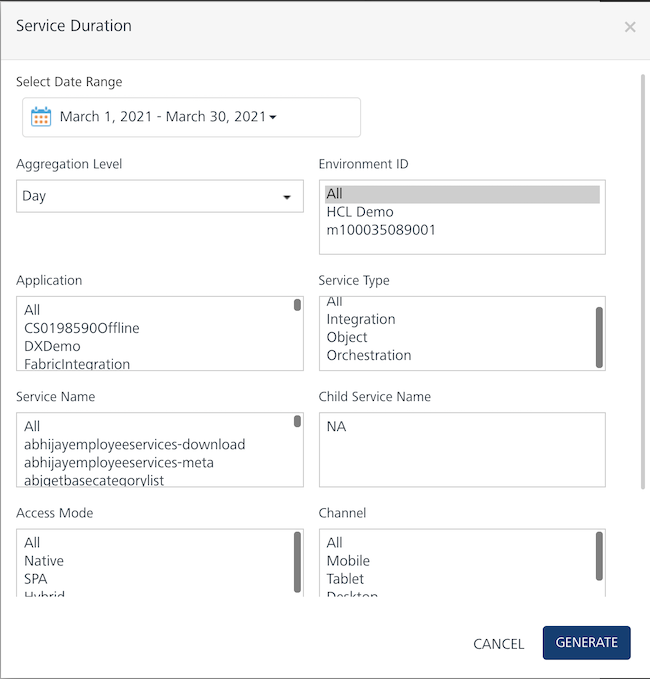 Service Duration
×
Select Date Range
March 1, 2021 - March 30, 2021
Aggregation Level
Day
Environment ID
All
HCL Demo
m100035089001
Application
All
CS0198590Offline
DXDemo
FabricIntegration
Service Type
All
Integration
Object
Orchestration
Service Name
All
abhijayemployeeservices-download
abhijayemployeeservices-meta
abjgetbasecategorylist
Child Service Name
NA
Access Mode
All
Native
SPA
Hybrid
Channel
All
Mobile
Tablet
Desktop
CANCEL
GENERATE